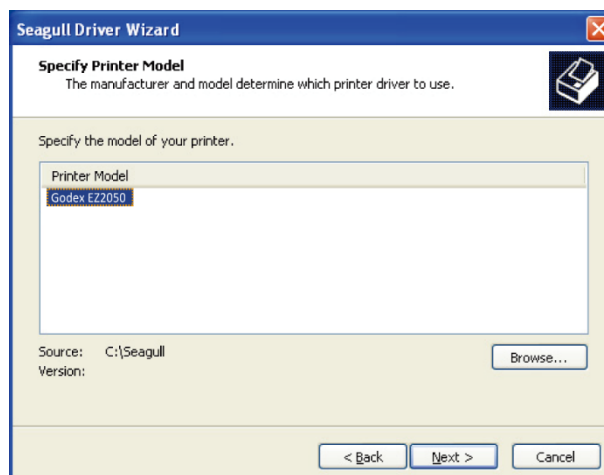 Seagull Driver Wizard
Specify Printer Model
The manufacturer and model determine which printer driver to use.
Specify the model of your printer.
Printer Model
Godex EZ2050
Source: C:\Seagull
Browse...
Version:
< Back Next > Cancel